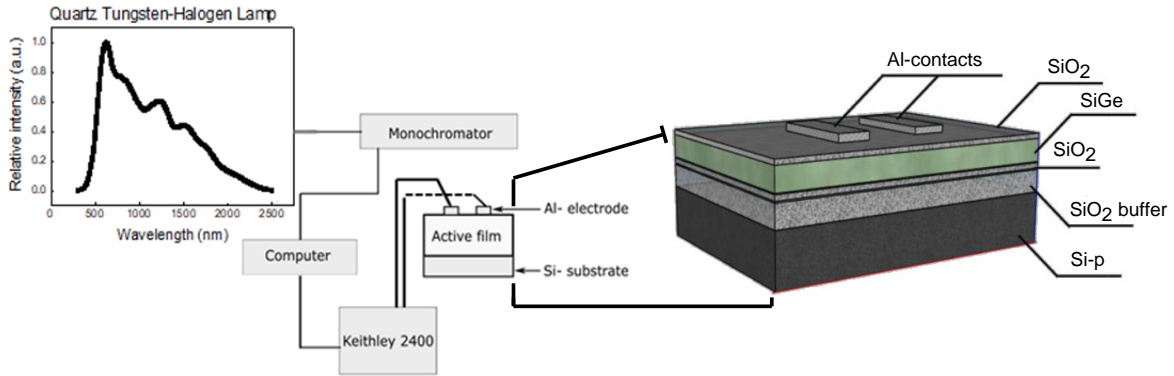 Quartz Tungsten-Halogen Lamp
Relative intensity (a.u.)
1.0
0.8
0.6
0.4
0.2
0.0
0 500 1000 1500 2000 2500
Wavelength (nm)
Monochromator
Computer
Keithley 2400
Al- electrode
Active film
Si- substrate
Al-contacts
SiO2
SiGe
SiO2
SiO2 buffer
Si-p